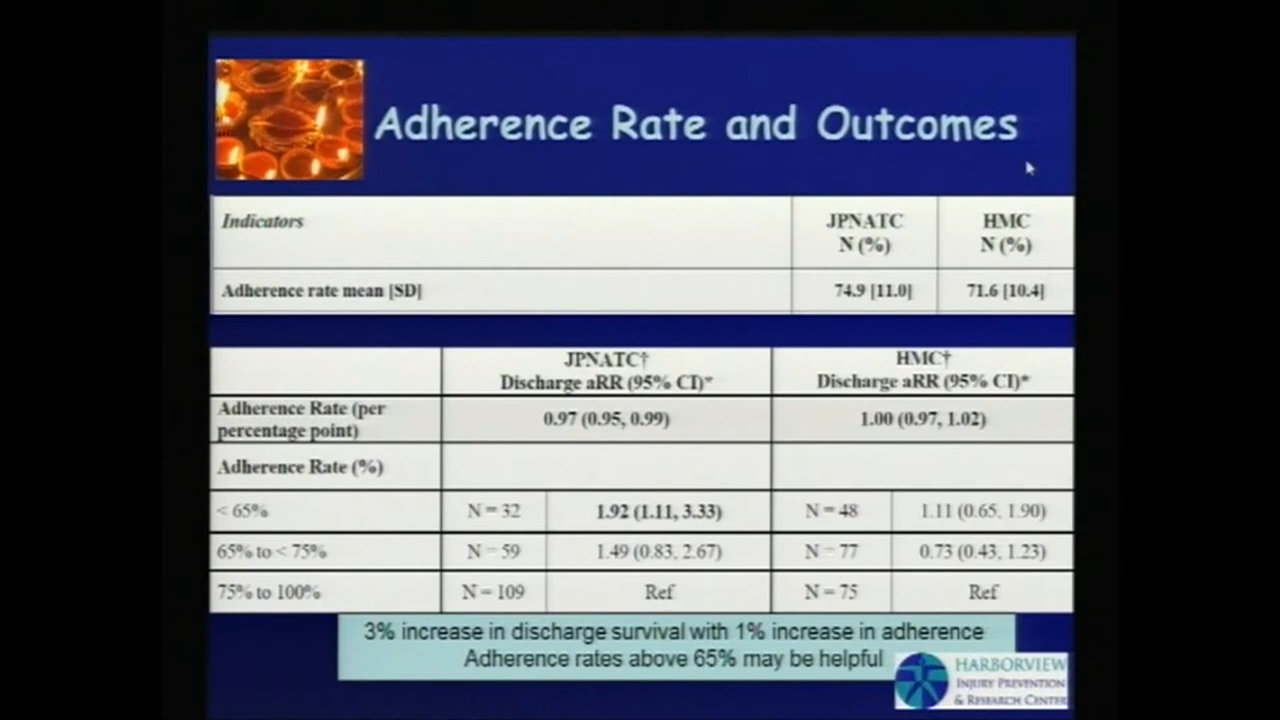 Adherence Rate and Outcomes
Indicators
JPNATC
N (%)
HMC
N (%)
Adherence rate mean [SD]
74.9 [11.0]
71.6 [10.4]
JPNATC†
Discharge aRR (95% CI)*
HMC†
Discharge aRR (95% CI)*
Adherence Rate (per
percentage point)
0.97 (0.95, 0.99)
1.00 (0.97, 1.02)
Adherence Rate (%)
< 65%
N = 32
1.92 (1.11, 3.33)
N = 48
1.11 (0.65, 1.90)
65% to < 75%
N = 59
1.49 (0.83, 2.67)
N = 77
0.73 (0.43, 1.23)
75% to 100%
N = 109
Ref
N = 75
Ref
3% increase in discharge survival with 1% increase in adherence
Adherence rates above 65% may be helpful
HARBORVIEW
INJURY PREVENTION
& RESEARCH CENTER